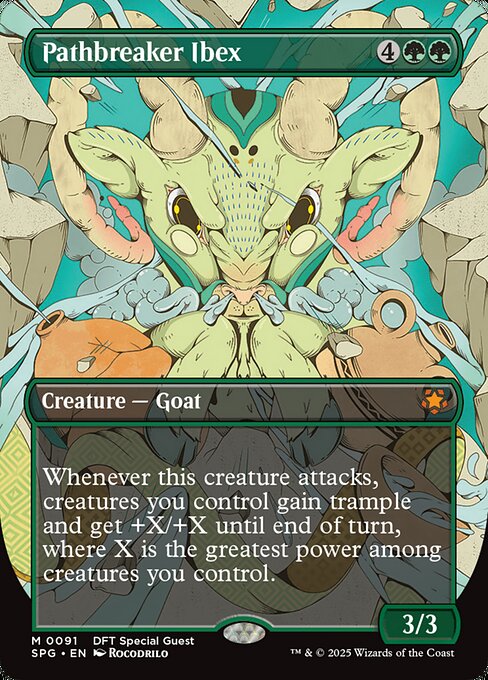 Pathbreaker Ibex 4
Creature — Goat
Whenever this creature attacks,
creatures you control gain trample
and get +X/+X until end of turn,
where X is the greatest power among
creatures you control.
3/3
M 0091 DFT Special Guest
SPG • EN Rocodrilo ™ & © 2025 Wizards of the Coast